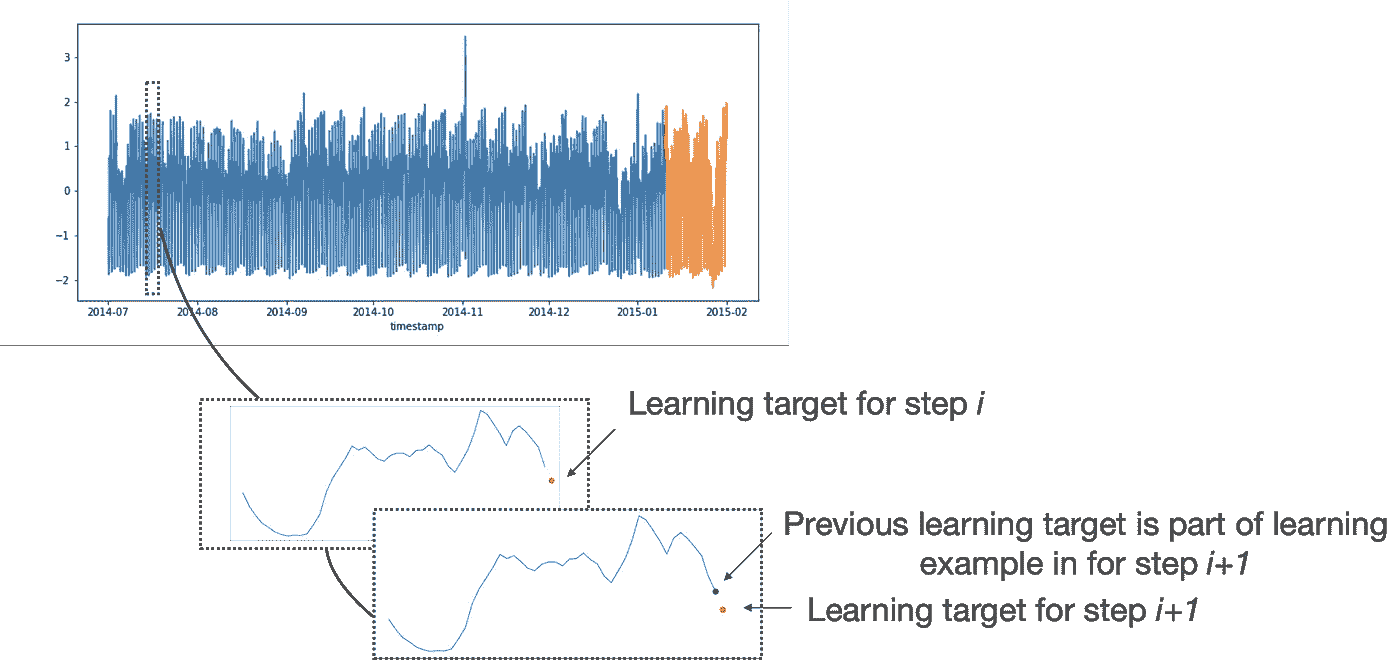 3
2
1
0
−1
−2
2014-07 2014-08 2014-09 2014-10 2014-11 2014-12 2015-01 2015-02
timestamp
Learning target for step i
Previous learning target is part of learning
example in for step i+1
Learning target for step i+1